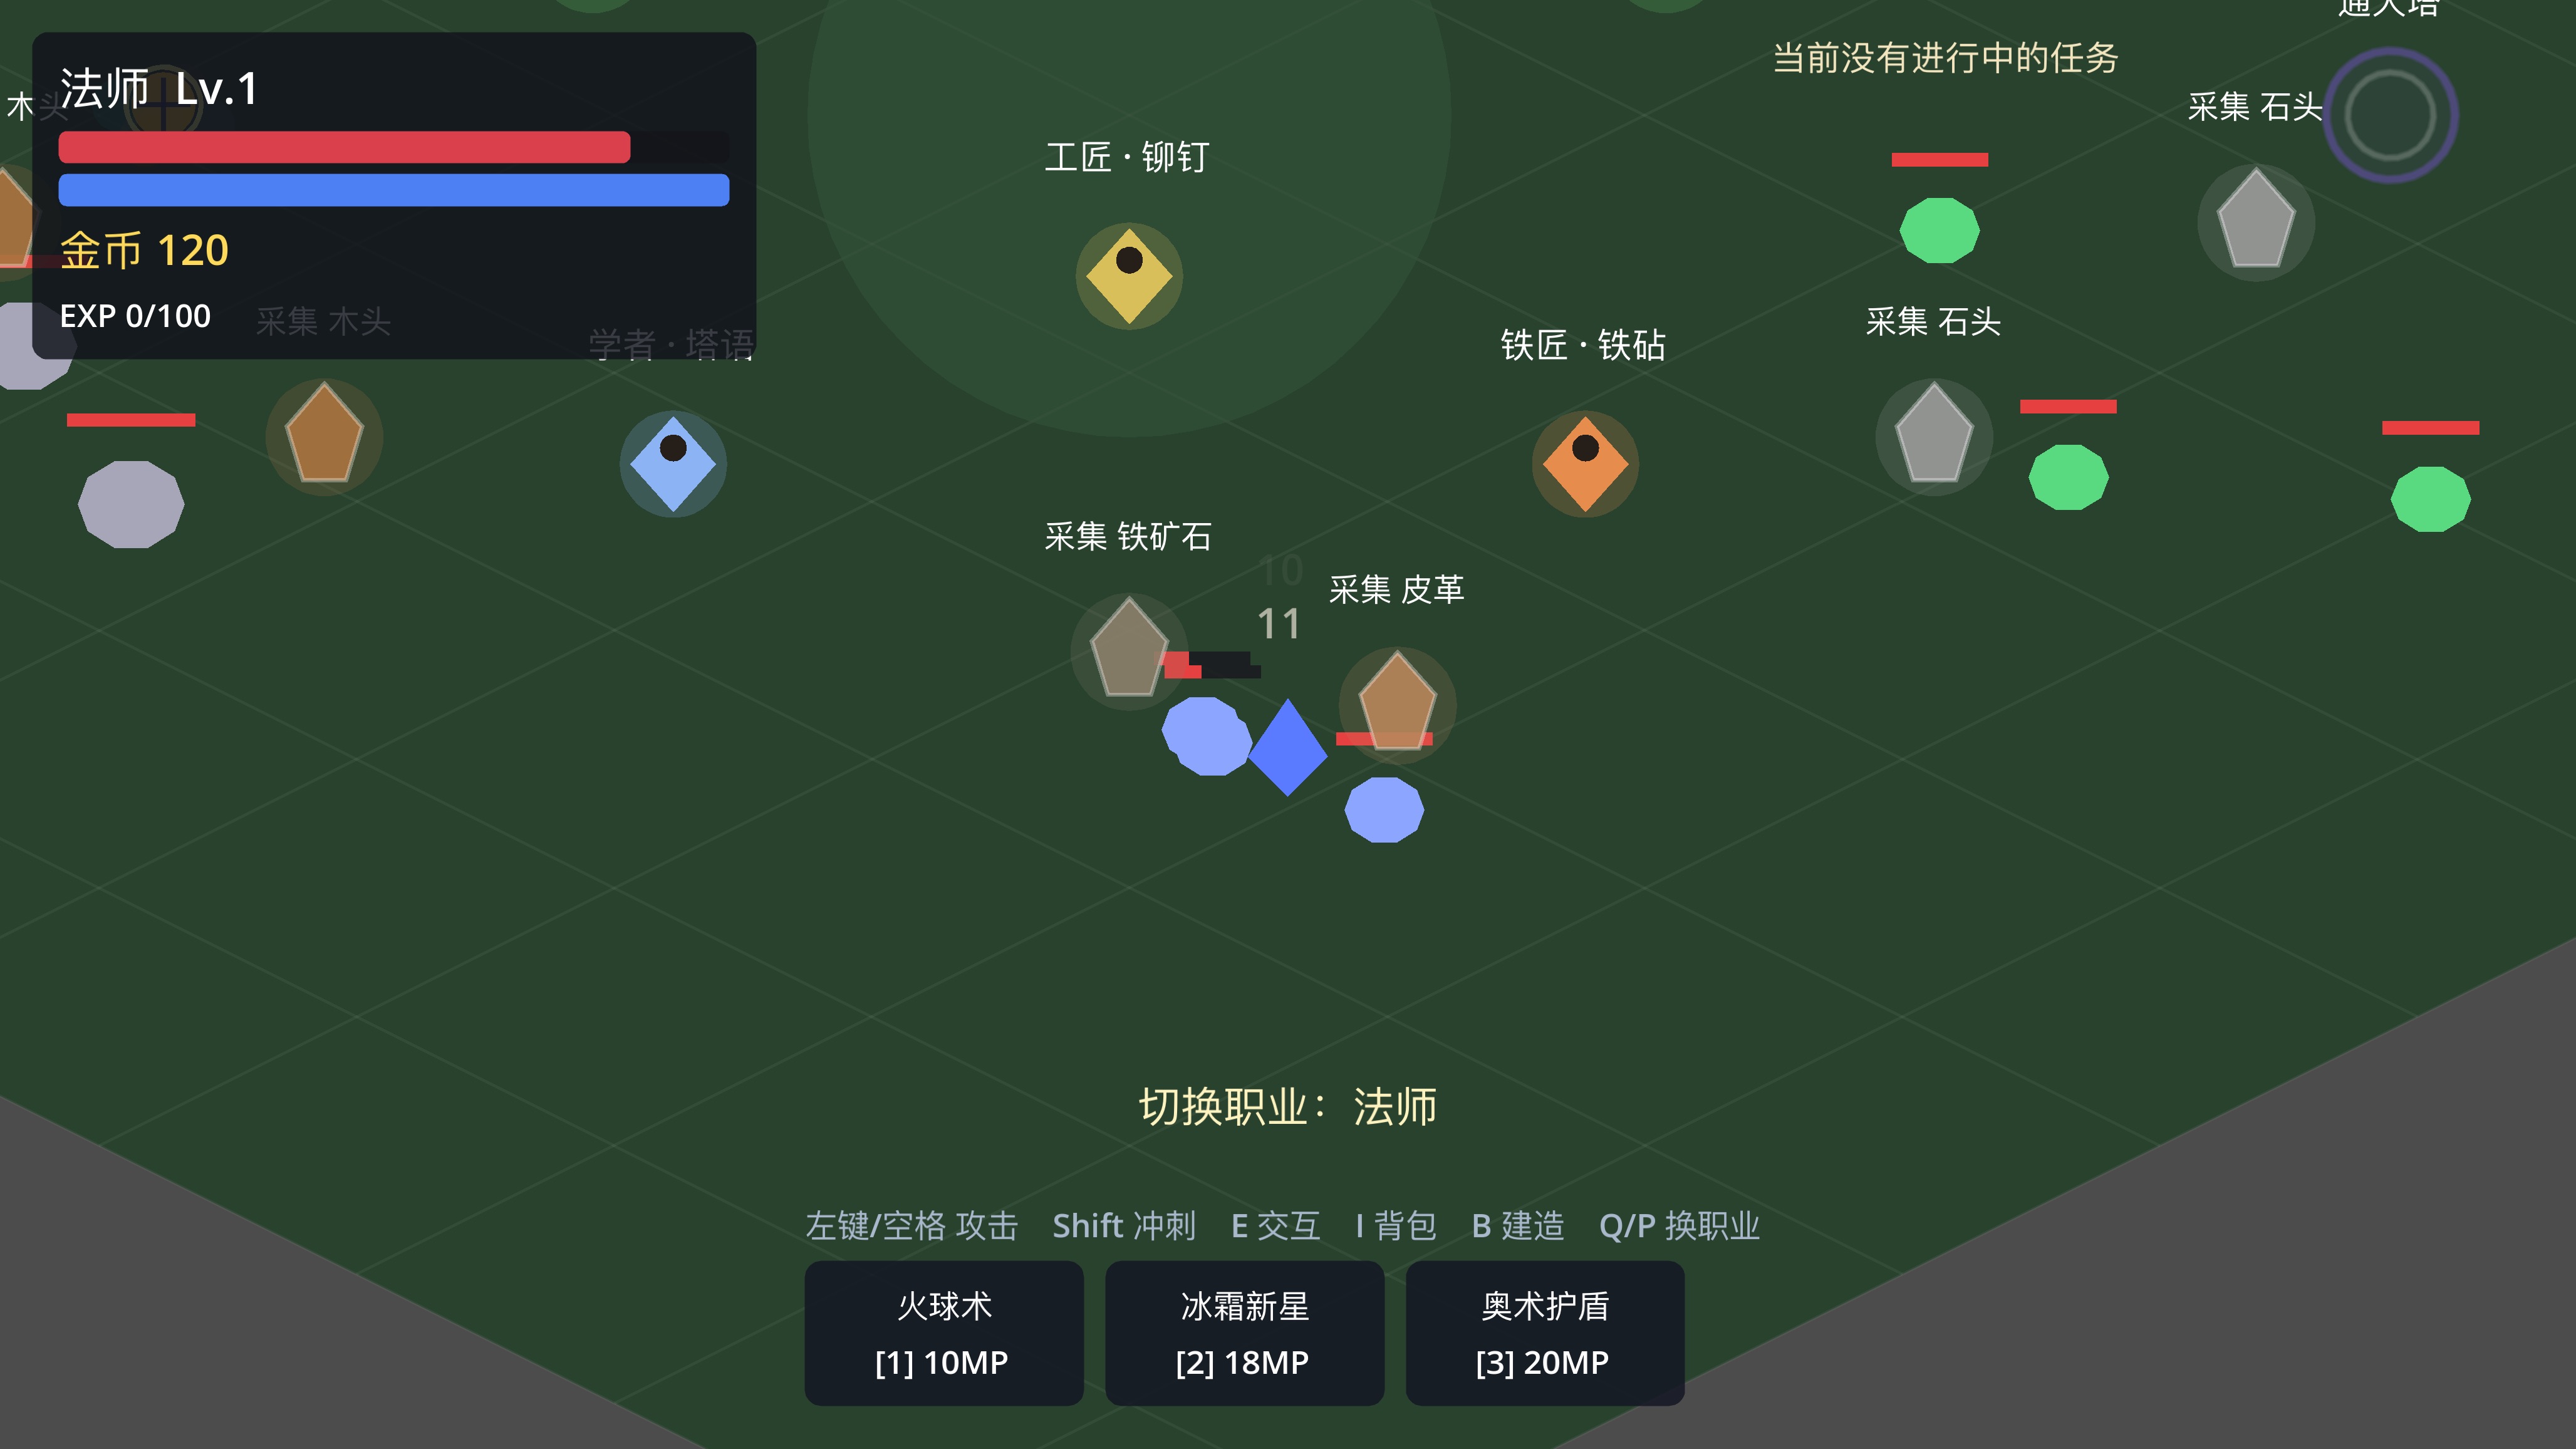 法师 Lv.1
金币 120
EXP 0/100
木头
采集 木头
学者 · 塔语
工匠 · 铆钉
当前没有进行中的任务
采集 石头
铁匠 · 铁砧
采集 石头
采集 铁矿石
10
11
采集 皮革
切换职业：法师
左键/空格 攻击 Shift 冲刺 E 交互 I 背包 B 建造 Q/P 换职业
火球术
[1] 10MP
冰霜新星
[2] 18MP
奥术护盾
[3] 20MP